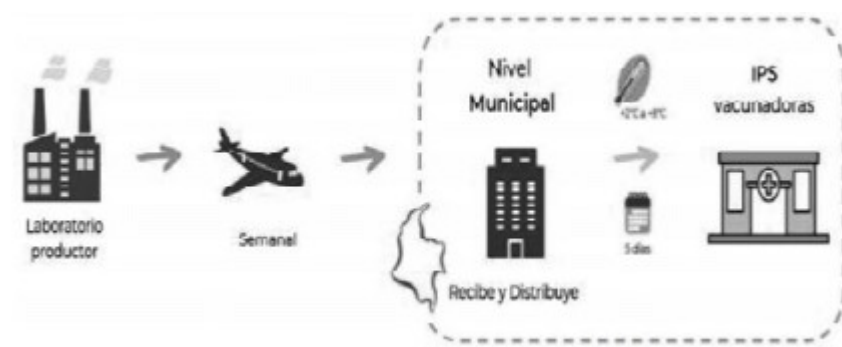 Laboratorio
productor
Semanal
Nivel
Municipal
Recibe y Distribuye
+2°C a +8°C
5 días
IPS
vacunadoras